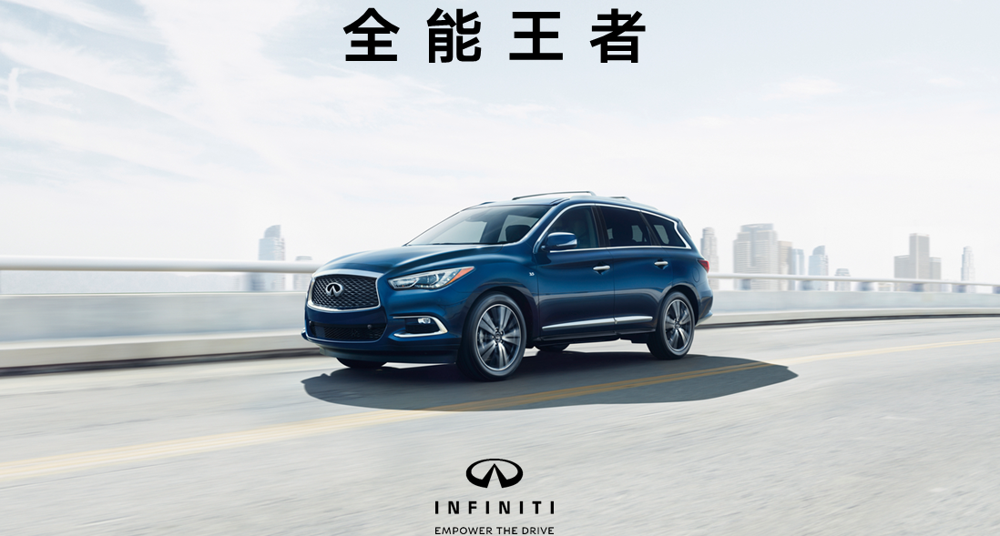 全能王者
INFINITI
EMPOWER THE DRIVE